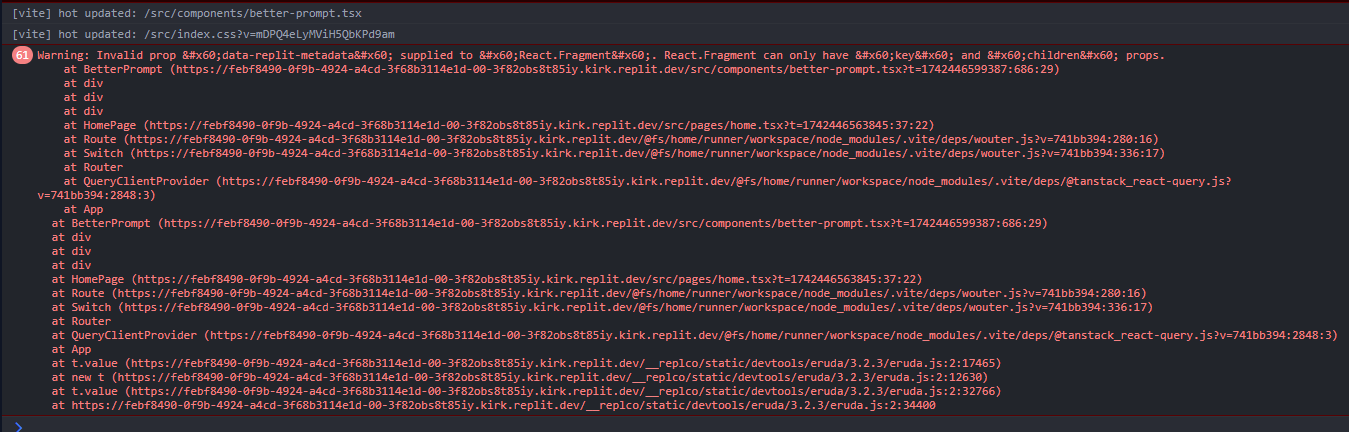 [vite] hot updated: /src/components/better-prompt.tsx
[vite] hot updated: /src/index.css?v=mDPQ4eLyMViH5QbKPd9am
61 Warning: Invalid prop &#x60;data-replit-metadata&#x60; supplied to &#x60;React.Fragment&#x60;. React.Fragment can only have &#x60;key&#x60; and &#x60;children&#x60; props.
at BetterPrompt (https://febf8490-0f9b-4924-a4cd-3f68b3114e1d-00-3f82obs8t85iy.kirk.replit.dev/src/components/better-prompt.tsx?t=1742446599387:686:29)
at div
at div
at div
at HomePage (https://febf8490-0f9b-4924-a4cd-3f68b3114e1d-00-3f82obs8t85iy.kirk.replit.dev/src/pages/home.tsx?t=1742446563845:37:22)
at Route (https://febf8490-0f9b-4924-a4cd-3f68b3114e1d-00-3f82obs8t85iy.kirk.replit.dev/@fs/home/runner/workspace/node_modules/.vite/deps/wouter.js?v=741bb394:280:16)
at Switch (https://febf8490-0f9b-4924-a4cd-3f68b3114e1d-00-3f82obs8t85iy.kirk.replit.dev/@fs/home/runner/workspace/node_modules/.vite/deps/wouter.js?v=741bb394:336:17)
at Router
at QueryClientProvider (https://febf8490-0f9b-4924-a4cd-3f68b3114e1d-00-3f82obs8t85iy.kirk.replit.dev/@fs/home/runner/workspace/node_modules/.vite/deps/@tanstack_react-query.js?
v=741bb394:2848:3)
at App
at BetterPrompt (https://febf8490-0f9b-4924-a4cd-3f68b3114e1d-00-3f82obs8t85iy.kirk.replit.dev/src/components/better-prompt.tsx?t=1742446599387:686:29)
at div
at div
at div
at HomePage (https://febf8490-0f9b-4924-a4cd-3f68b3114e1d-00-3f82obs8t85iy.kirk.replit.dev/src/pages/home.tsx?t=1742446563845:37:22)
at Route (https://febf8490-0f9b-4924-a4cd-3f68b3114e1d-00-3f82obs8t85iy.kirk.replit.dev/@fs/home/runner/workspace/node_modules/.vite/deps/wouter.js?v=741bb394:280:16)
at Switch (https://febf8490-0f9b-4924-a4cd-3f68b3114e1d-00-3f82obs8t85iy.kirk.replit.dev/@fs/home/runner/workspace/node_modules/.vite/deps/wouter.js?v=741bb394:336:17)
at Router
at QueryClientProvider (https://febf8490-0f9b-4924-a4cd-3f68b3114e1d-00-3f82obs8t85iy.kirk.replit.dev/@fs/home/runner/workspace/node_modules/.vite/deps/@tanstack_react-query.js?v=741bb394:2848:3)
at App
at t.value (https://febf8490-0f9b-4924-a4cd-3f68b3114e1d-00-3f82obs8t85iy.kirk.replit.dev/__replco/static/devtools/eruda/3.2.3/eruda.js:2:17465)
at new t (https://febf8490-0f9b-4924-a4cd-3f68b3114e1d-00-3f82obs8t85iy.kirk.replit.dev/__replco/static/devtools/eruda/3.2.3/eruda.js:2:12630)
at t.value (https://febf8490-0f9b-4924-a4cd-3f68b3114e1d-00-3f82obs8t85iy.kirk.replit.dev/__replco/static/devtools/eruda/3.2.3/eruda.js:2:32766)
at https://febf8490-0f9b-4924-a4cd-3f68b3114e1d-00-3f82obs8t85iy.kirk.replit.dev/__replco/static/devtools/eruda/3.2.3/eruda.js:2:34400